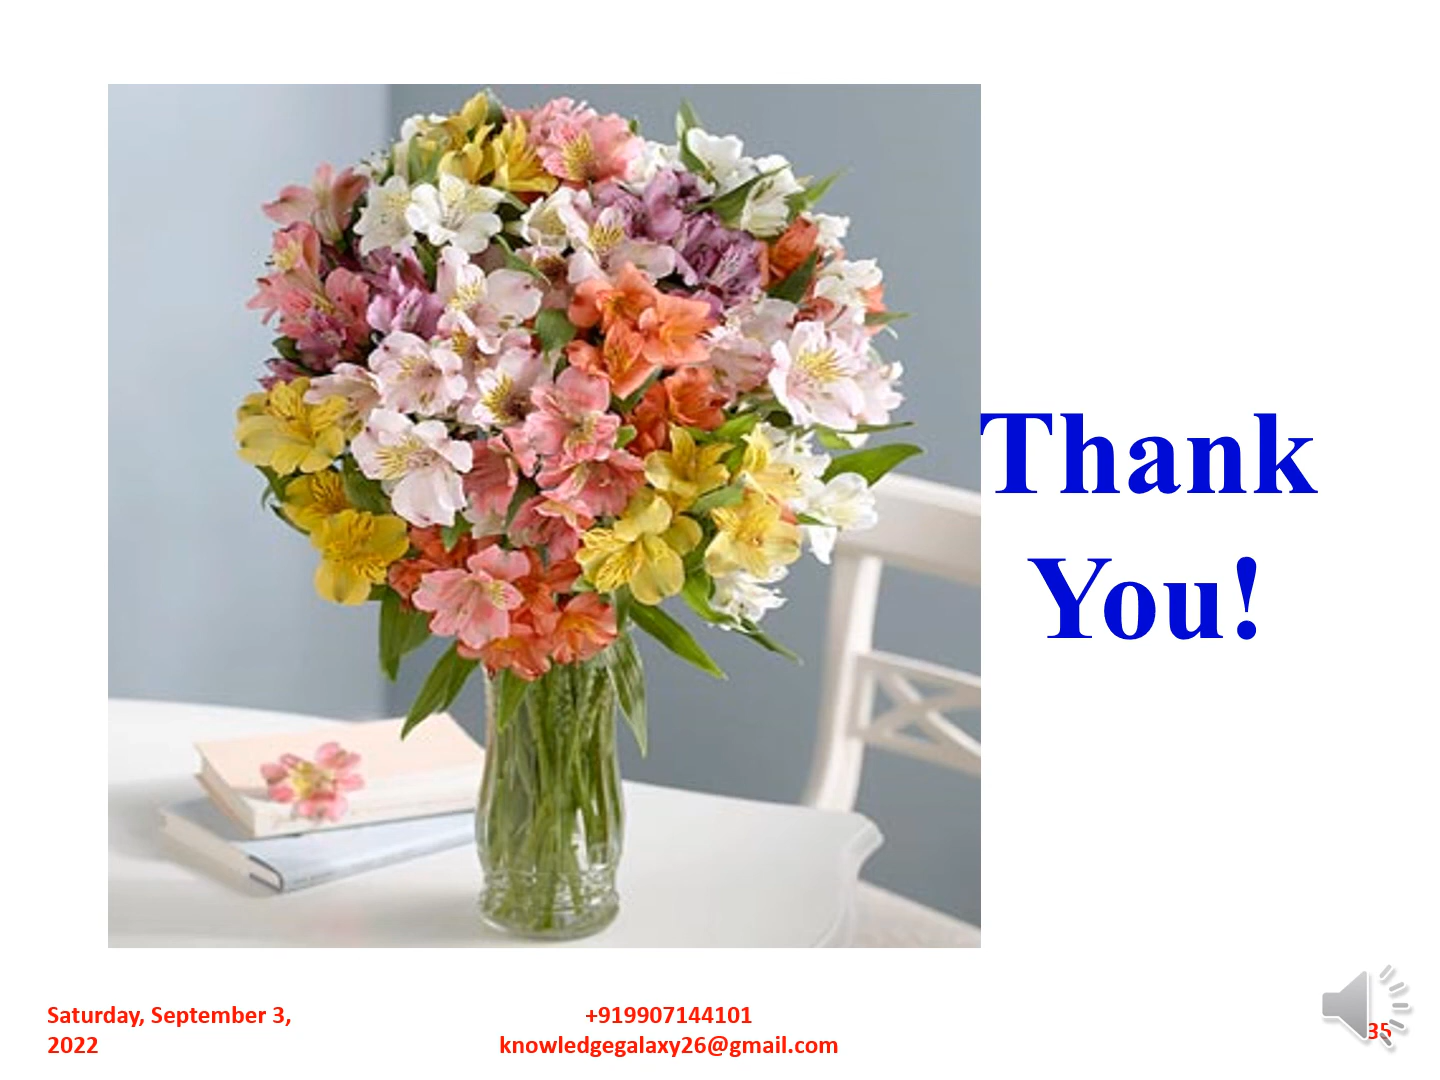 Thank
You!
Saturday, September 3,
2022
+919907144101
knowledgegalaxy26@gmail.com
35